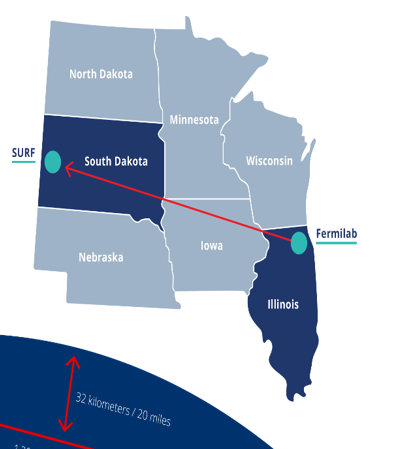 North Dakota
Minnesota
SURF
South Dakota
Wisconsin
Fermilab
Iowa
Nebraska
Illinois
32 kilometers / 20 miles